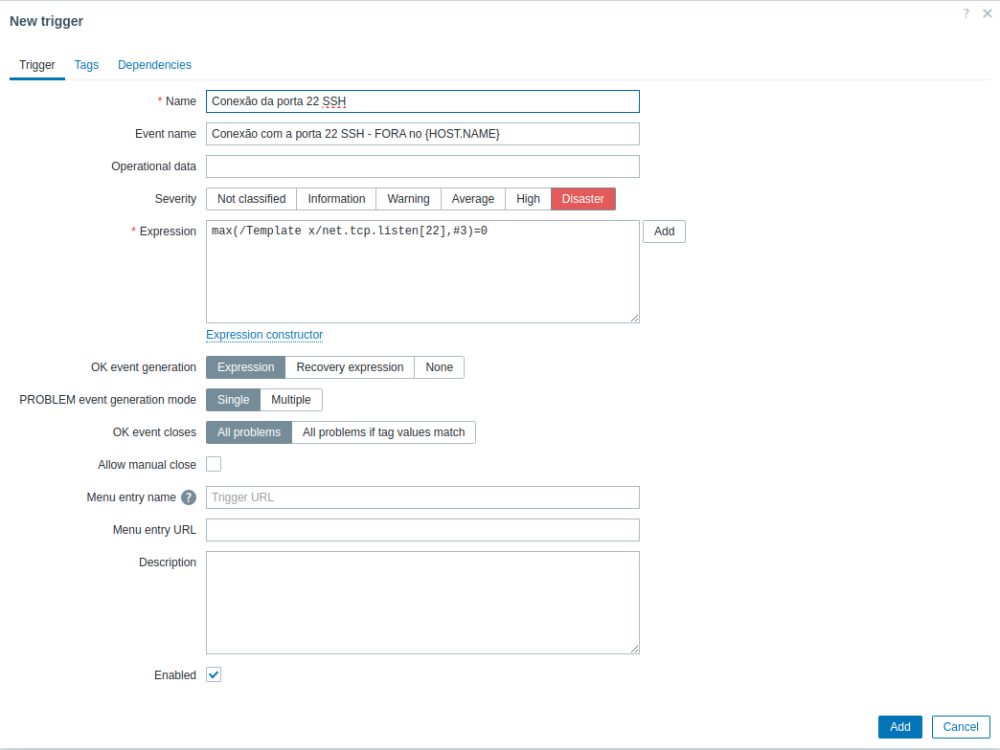 New trigger
? ×
Trigger Tags Dependencies
* Name Conexão da porta 22 SSH
Event name Conexão com a porta 22 SSH - FORA no {HOST.NAME}
Operational data
Severity Not classified Information Warning Average High Disaster
* Expression max(/Template x/net.tcp.listen[22],#3)=0 Add
Expression constructor
OK event generation Expression Recovery expression None
PROBLEM event generation mode Single Multiple
OK event closes All problems All problems if tag values match
Allow manual close
Menu entry name ? Trigger URL
Menu entry URL
Description
Enabled
Add Cancel